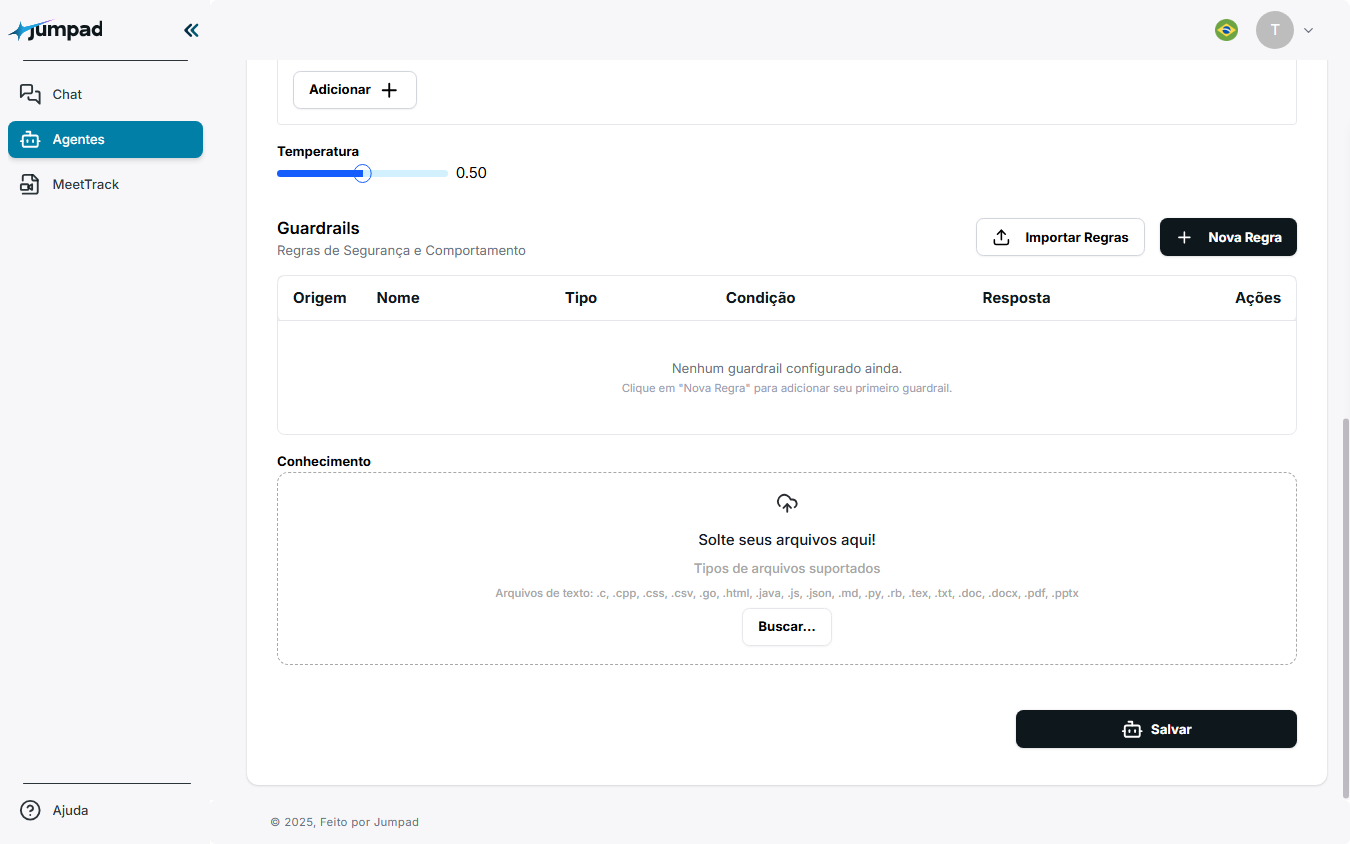 jumpad
T
Chat
Agentes
MeetTrack
Adicionar
Temperatura
0.50
Guardrails
Regras de Segurança e Comportamento
Importar Regras
Nova Regra
Origem Nome Tipo Condição Resposta Ações
Nenhum guardrail configurado ainda.
Clique em "Nova Regra" para adicionar seu primeiro guardrail.
Conhecimento
Solte seus arquivos aqui!
Tipos de arquivos suportados
Arquivos de texto: .c, .cpp, .css, .csv, .go, .html, .java, .js, .json, .md, .py, .rb, .tex, .txt, .doc, .docx, .pdf, .pptx
Buscar...
Salvar
Ajuda
© 2025, Feito por Jumpad